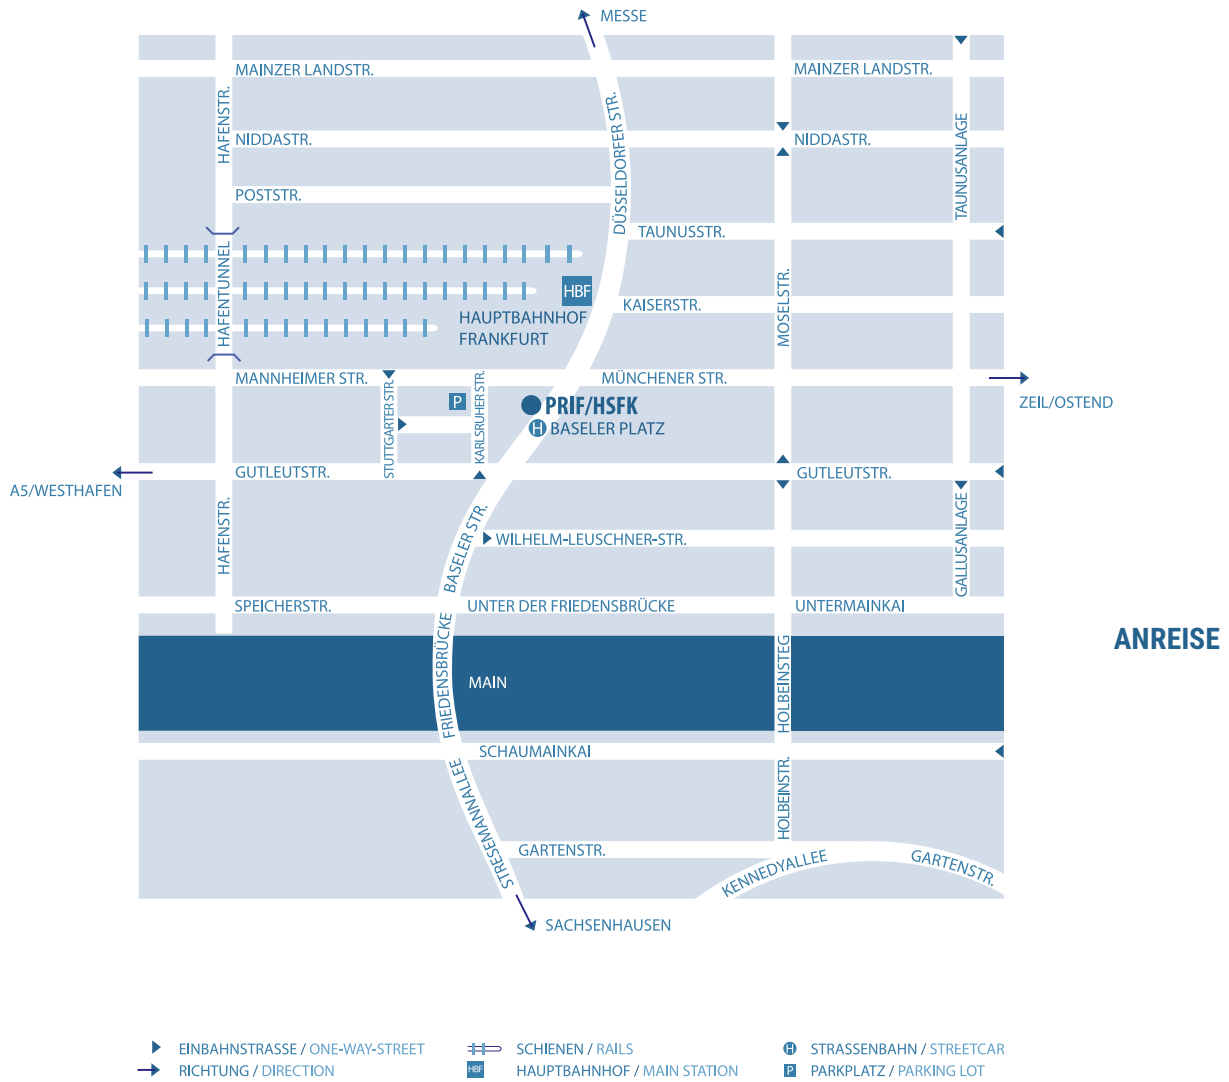 MESSE
MAINZER LANDSTR.
MAINZER LANDSTR.
HAFENSTR.
DÜSSELDORFER STR.
TAUNUSANLAGE
NIDDASTR.
NIDDASTR.
POSTSTR.
TAUNUSSTR.
HAFENTUNNEL
MOSELSTR.
HBF
KAISERSTR.
HAUPTBAHNHOF
FRANKFURT
MANNHEIMER STR.
MÜNCHENER STR.
STUTTGARTER STR.
KARLSRUHER STR.
P
PRIF/HSFK
H BASELER PLATZ
ZEIL/OSTEND
GUTLEUTSTR.
GUTLEUTSTR.
A5/WESTHAFEN
HAFENSTR.
BASELER STR.
GALLUSANLAGE
WILHELM-LEUSCHNER-STR.
SPEICHERSTR.
UNTER DER FRIEDENSBRÜCKE
UNTERMAINKAI
ANREISE
FRIEDENSBRÜCKE
MAIN
HOLBEINSTEG
SCHAUMAINKAI
STRESEMANNALLEE
HOLBEINSTR.
GARTENSTR.
KENNEDYALLEE
GARTENSTR.
SACHSENHAUSEN
EINBAHNSTRASSE / ONE-WAY-STREET
RICHTUNG / DIRECTION
SCHIENEN / RAILS
HBF HAUPTBAHNHOF / MAIN STATION
H STRASSENBAHN / STREETCAR
P PARKPLATZ / PARKING LOT